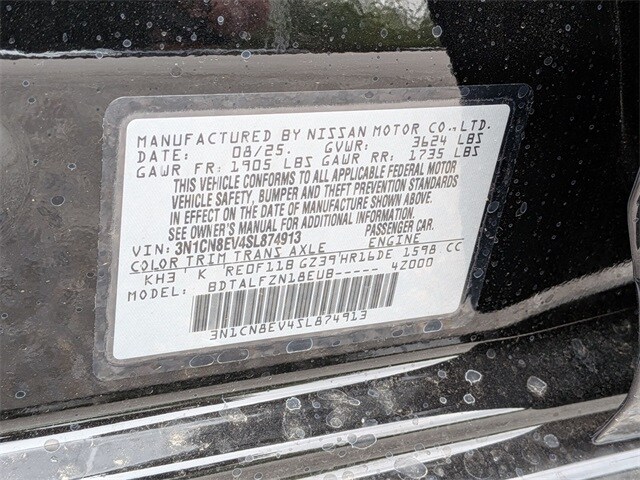 MANUFACTURED BY NISSAN MOTOR CO.,LTD.
DATE: 08/25. GVWR: 3624 LBS
GAWR FR: 1905 LBS GAWR RR: 1735 LBS
THIS VEHICLE CONFORMS TO ALL APPLICABLE FEDERAL MOTOR
VEHICLE SAFETY, BUMPER AND THEFT PREVENTION STANDARDS
IN EFFECT ON THE DATE OF MANUFACTURE SHOWN ABOVE.
SEE OWNER'S MANUAL FOR ADDITIONAL INFORMATION.
VIN: 3N1CN8EV4SL874913 PASSENGER CAR.
COLOR TRIM TRANS AXLE ENGINE
KH3 K RE0F11B GZ39 HR16DE 1598 CC
MODEL: BDTALFZN18EUB----- 42000
3N1CN8EV4SL874913